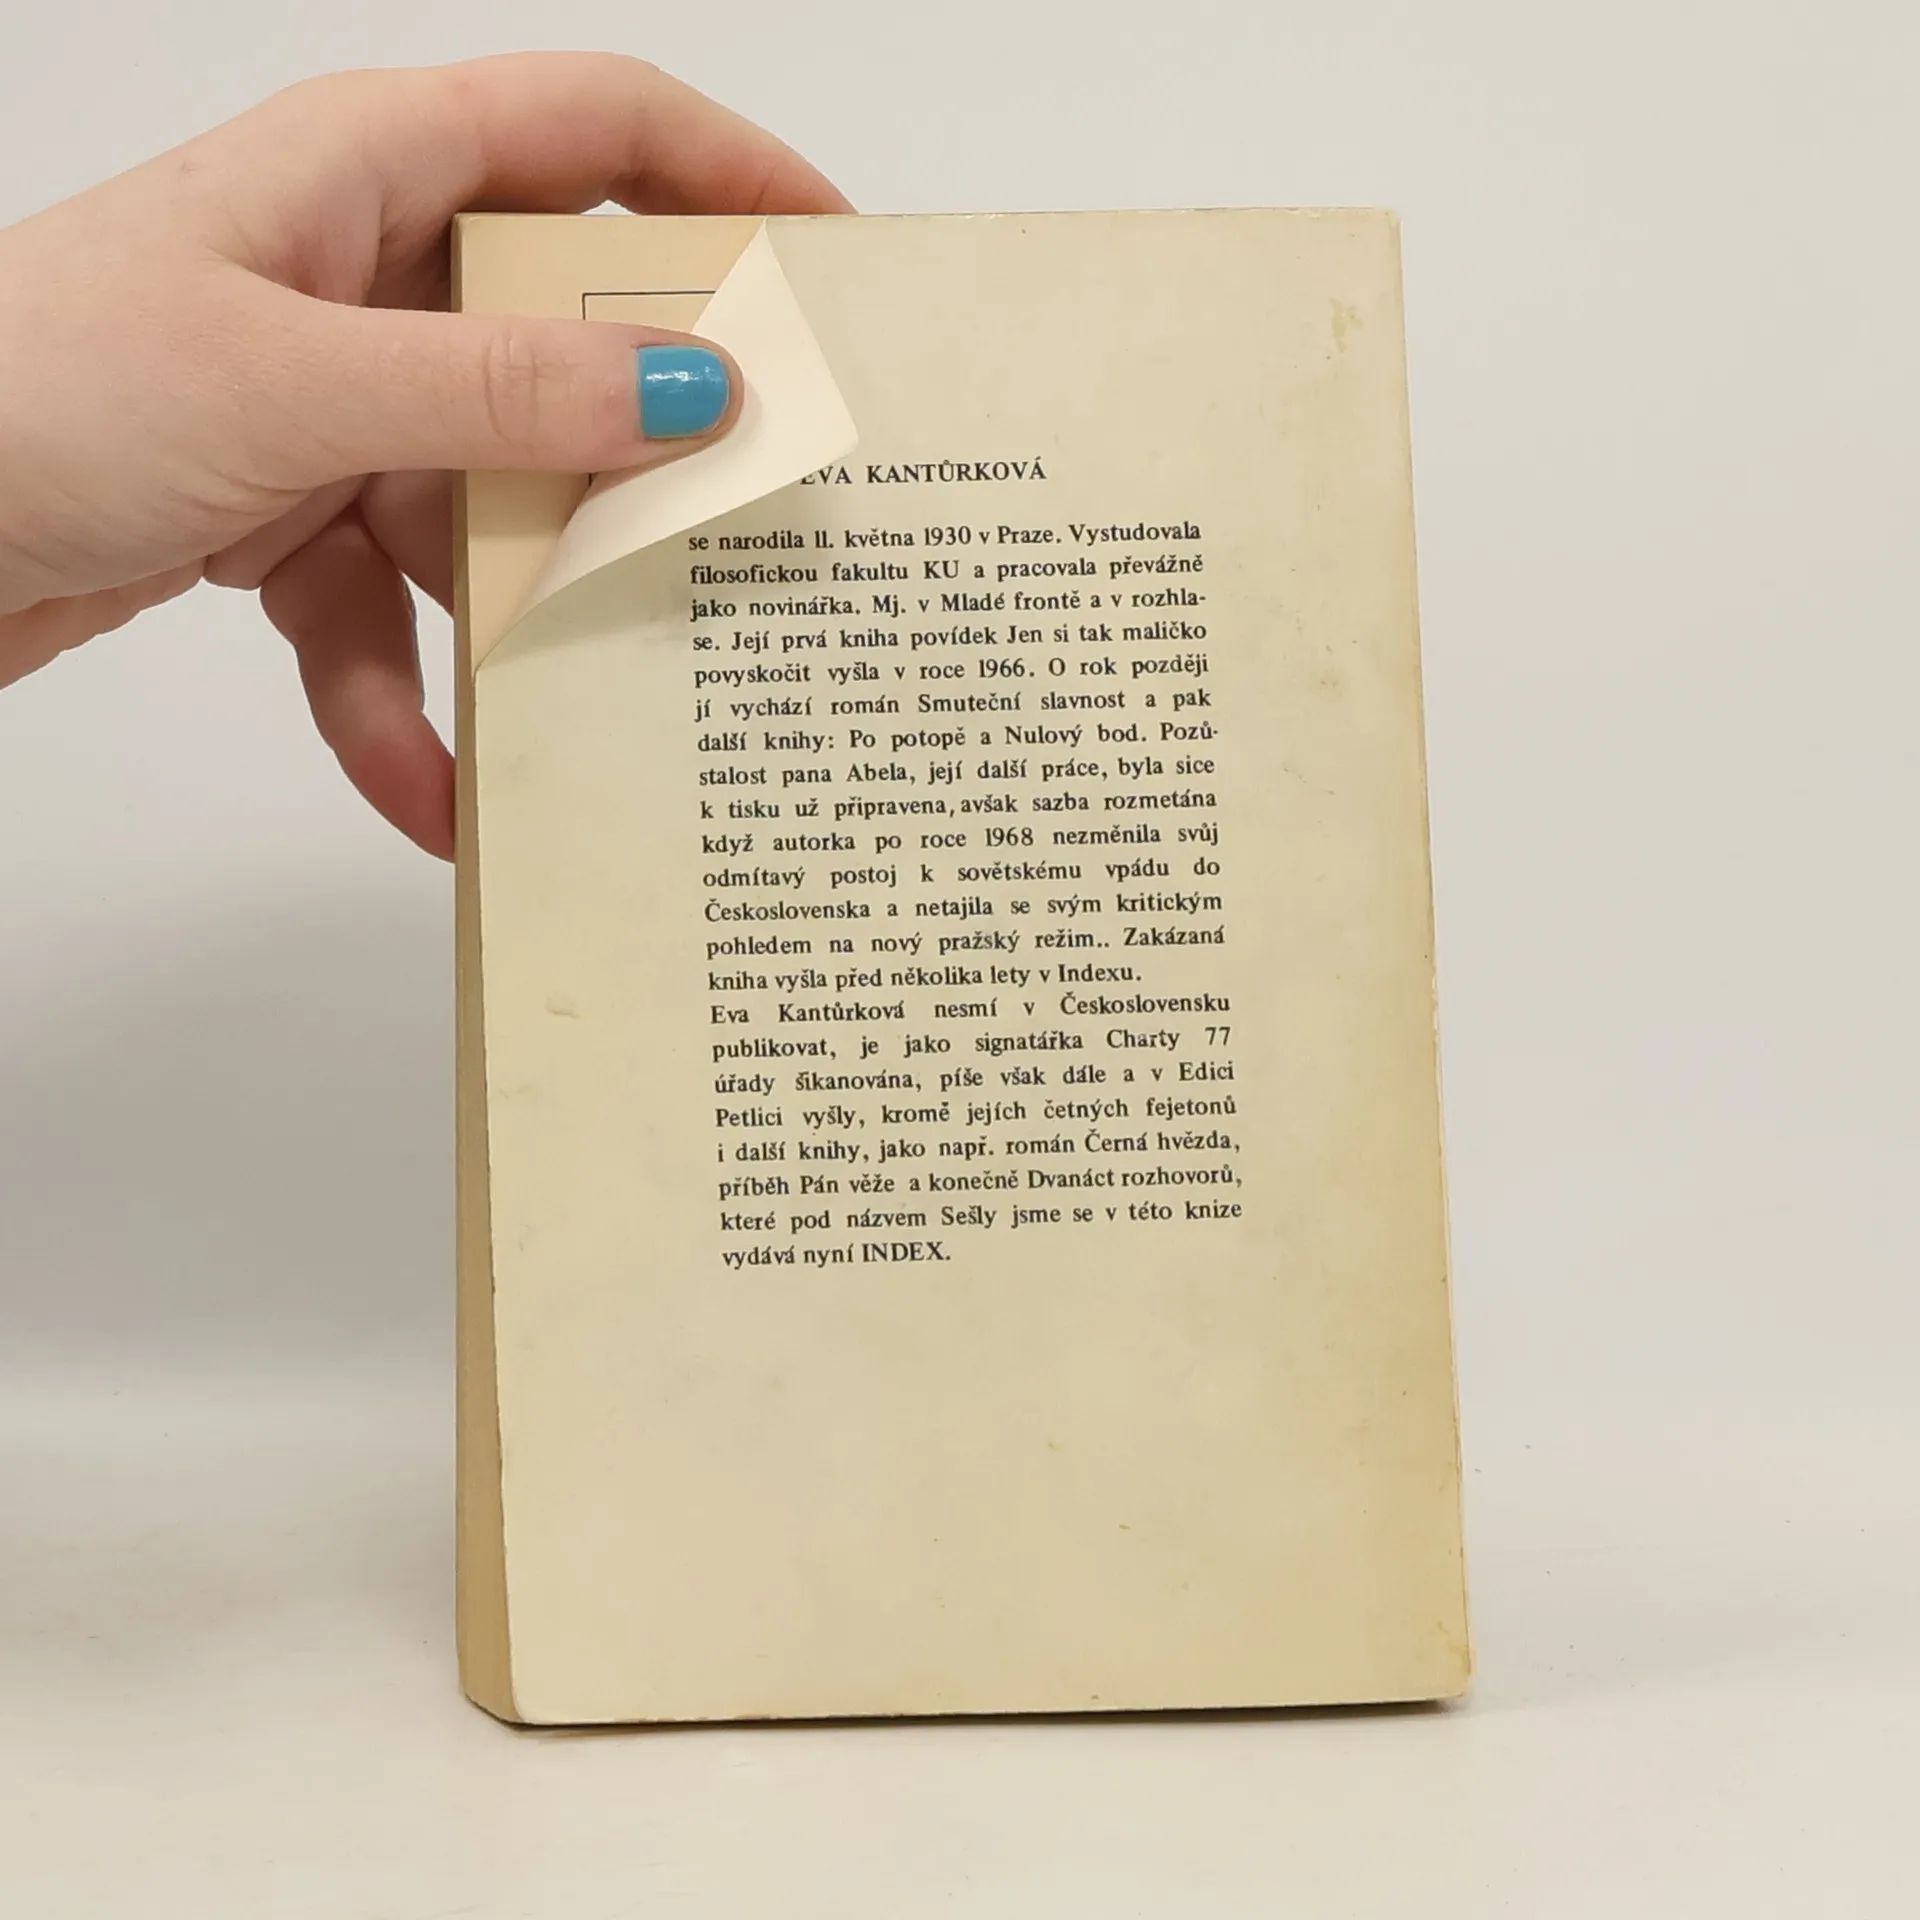 EVA KANTŮRKOVÁ
se narodila 11. května 1930 v Praze. Vystudovala
filosofickou fakultu KU a pracovala převážně
jako novinářka. Mj. v Mladé frontě a v rozhla-
se. Její prvá kniha povídek Jen si tak maličko
povyskočit vyšla v roce 1966. O rok později
jí vychází román Smuteční slavnost a pak
další knihy: Po potopě a Nulový bod. Pozů-
stalost pana Abela, její další práce, byla sice
k tisku už připravena, avšak sazba rozmetána
když autorka po roce 1968 nezměnila svůj
odmítavý postoj k sovětskému vpádu do
Československa a netajila se svým kritickým
pohledem na nový pražský režim.. Zakázaná
kniha vyšla před několika lety v Indexu.
Eva Kantůrková nesmí v Československu
publikovat, je jako signatářka Charty 77
úřady šikanována, píše však dále a v Edici
Petlici vyšly, kromě jejích četných fejetonů
i další knihy, jako např. román Černá hvězda,
příběh Pán věže a konečně Dvanáct rozhovorů,
které pod názvem Sešly jsme se v této knize
vydává nyní INDEX.